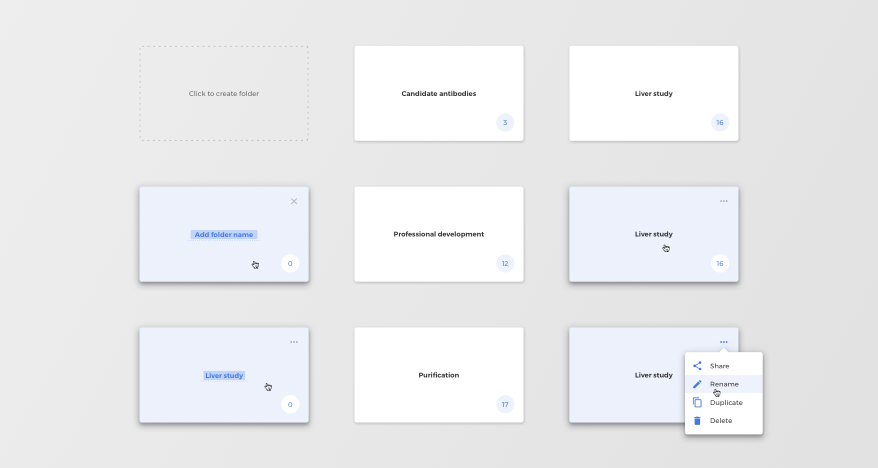 Click to create folder
Candidate antibodies
3
Liver study
16
Add folder name
0
Professional development
12
Liver study
16
Liver study
0
Purification
17
Liver study
Share
Rename
Duplicate
Delete